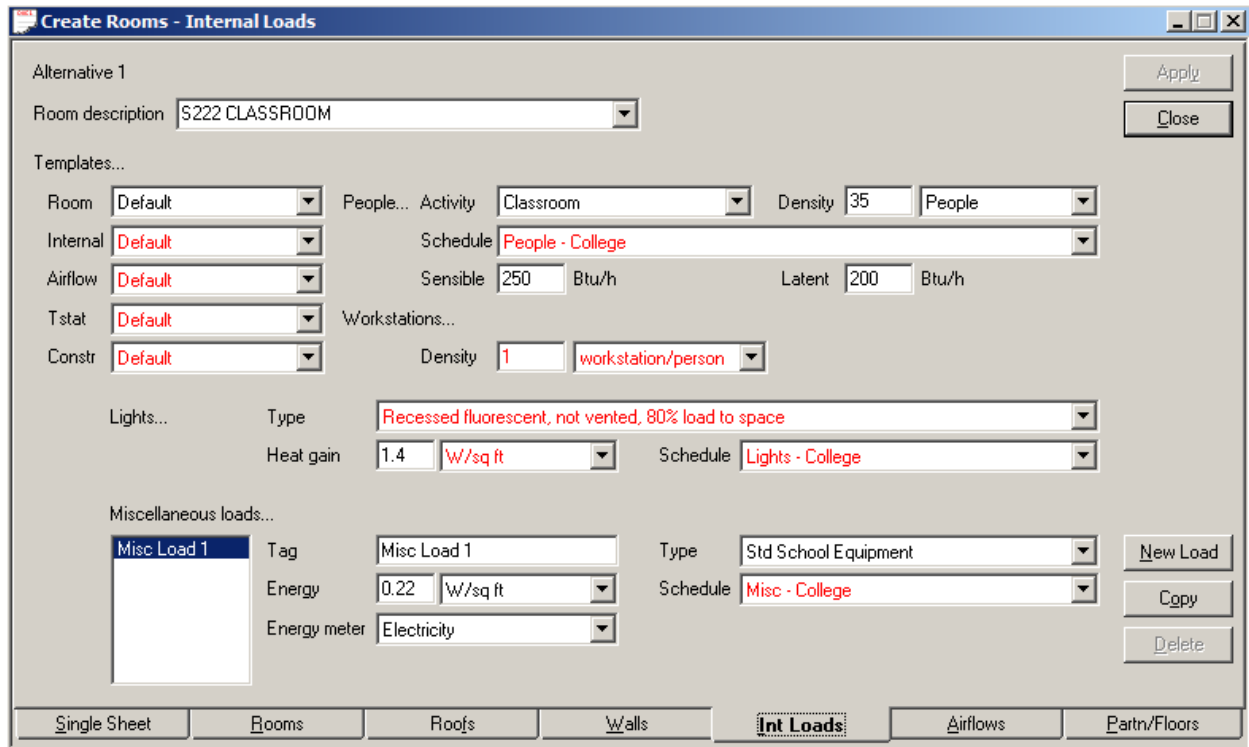 Create Rooms - Internal Loads
Alternative 1
Apply
Room description S222 CLASSROOM
Close
Templates...
Room Default People... Activity Classroom Density 35 People
Internal Default Schedule People - College
Airflow Default Sensible 250 Btu/h Latent 200 Btu/h
Tstat Default Workstations...
Constr Default Density 1 workstation/person
Lights... Type Recessed fluorescent, not vented, 80% load to space
Heat gain 1.4 W/sq ft Schedule Lights - College
Miscellaneous loads...
Misc Load 1 Tag Misc Load 1 Type Std School Equipment New Load
Energy 0.22 W/sq ft Schedule Misc - College Copy
Energy meter Electricity Delete
Single Sheet Rooms Roofs Walls Int Loads Airflows Partn/Floors